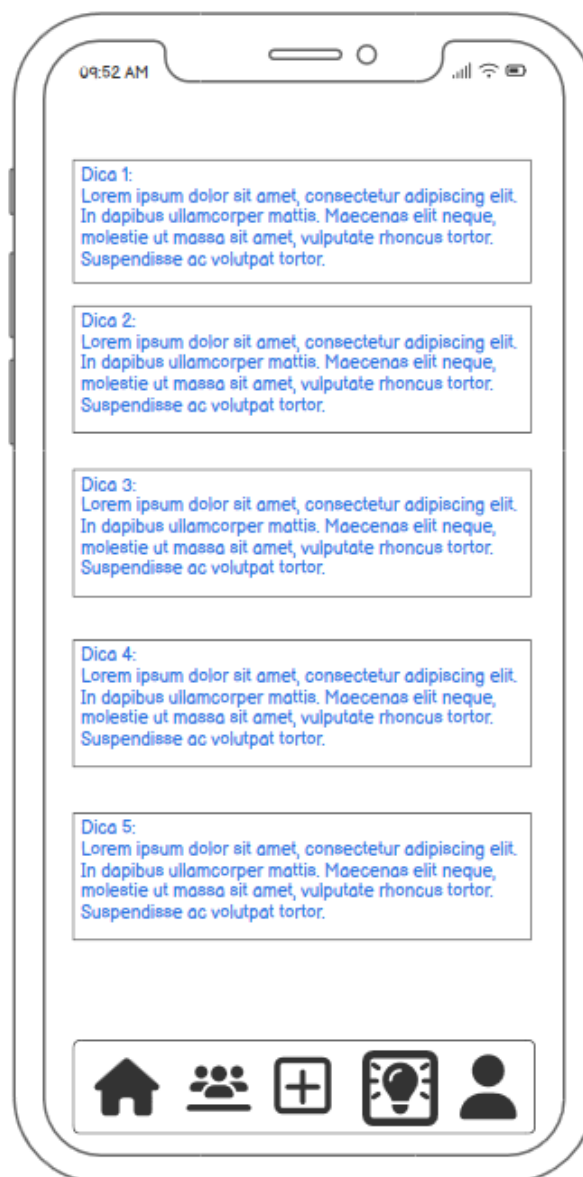 09:52 AM
Dica 1:
Lorem ipsum dolor sit amet, consectetur adipiscing elit.
In dapibus ullamcorper mattis. Maecenas elit neque,
molestie ut massa sit amet, vulputate rhoncus tortor.
Suspendisse ac volutpat tortor.
Dica 2:
Lorem ipsum dolor sit amet, consectetur adipiscing elit.
In dapibus ullamcorper mattis. Maecenas elit neque,
molestie ut massa sit amet, vulputate rhoncus tortor.
Suspendisse ac volutpat tortor.
Dica 3:
Lorem ipsum dolor sit amet, consectetur adipiscing elit.
In dapibus ullamcorper mattis. Maecenas elit neque,
molestie ut massa sit amet, vulputate rhoncus tortor.
Suspendisse ac volutpat tortor.
Dica 4:
Lorem ipsum dolor sit amet, consectetur adipiscing elit.
In dapibus ullamcorper mattis. Maecenas elit neque,
molestie ut massa sit amet, vulputate rhoncus tortor.
Suspendisse ac volutpat tortor.
Dica 5:
Lorem ipsum dolor sit amet, consectetur adipiscing elit.
In dapibus ullamcorper mattis. Maecenas elit neque,
molestie ut massa sit amet, vulputate rhoncus tortor.
Suspendisse ac volutpat tortor.